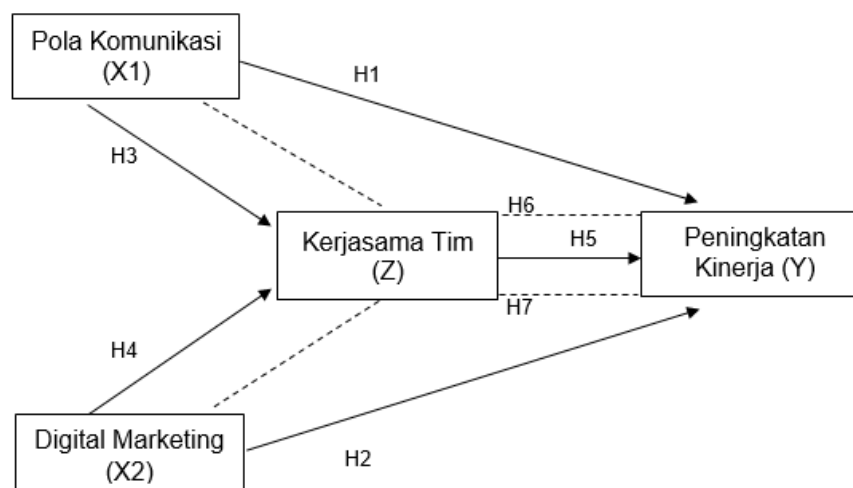 Pola Komunikasi
(X1)
H1
H3
H6
Kerjasama Tim
(Z)
H5
Peningkatan
Kinerja (Y)
H7
H4
Digital Marketing
(X2)
H2